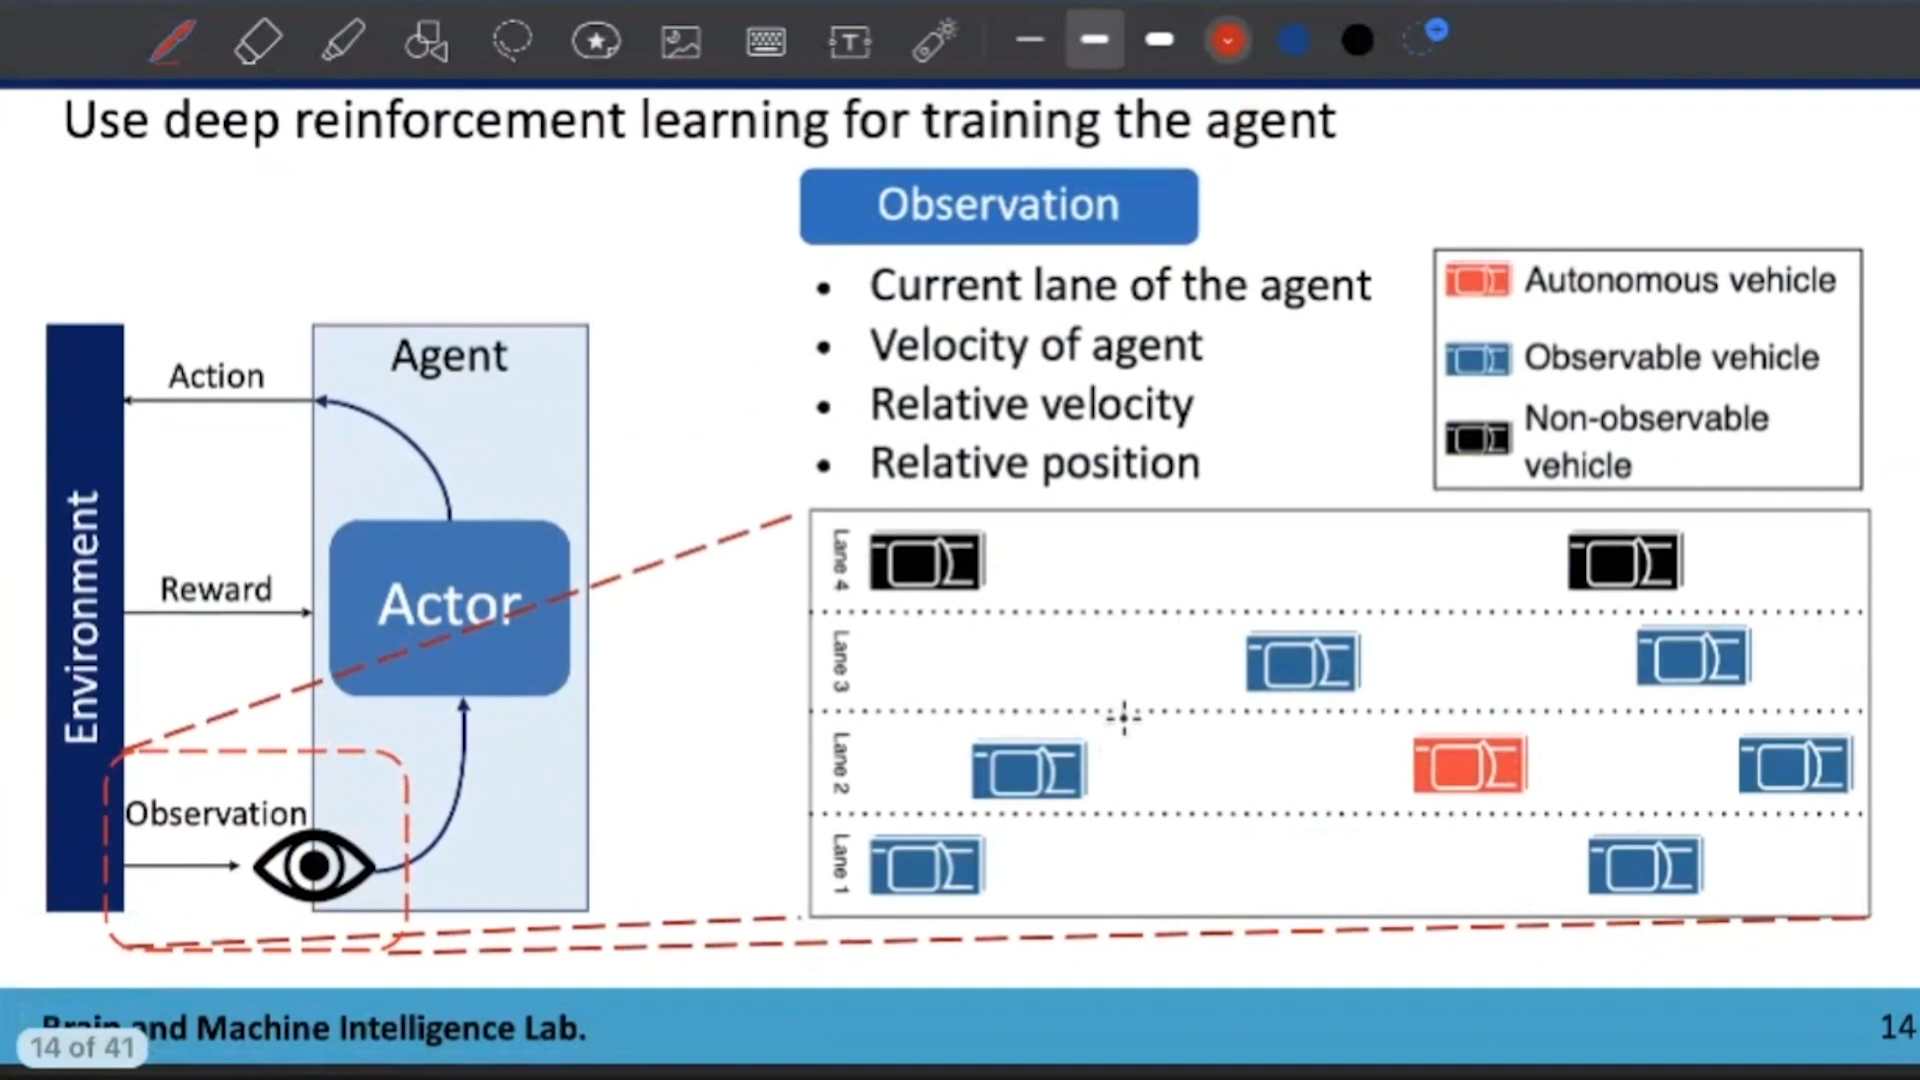 Use deep reinforcement learning for training the agent
Observation
• Current lane of the agent
• Velocity of agent
• Relative velocity
• Relative position
Autonomous vehicle
Observable vehicle
Non-observable
vehicle
Environment
Action
Reward
Observation
Agent
Actor
Lane 4
Lane 3
Lane 2
Lane 1
Brain and Machine Intelligence Lab.
14 of 41
14